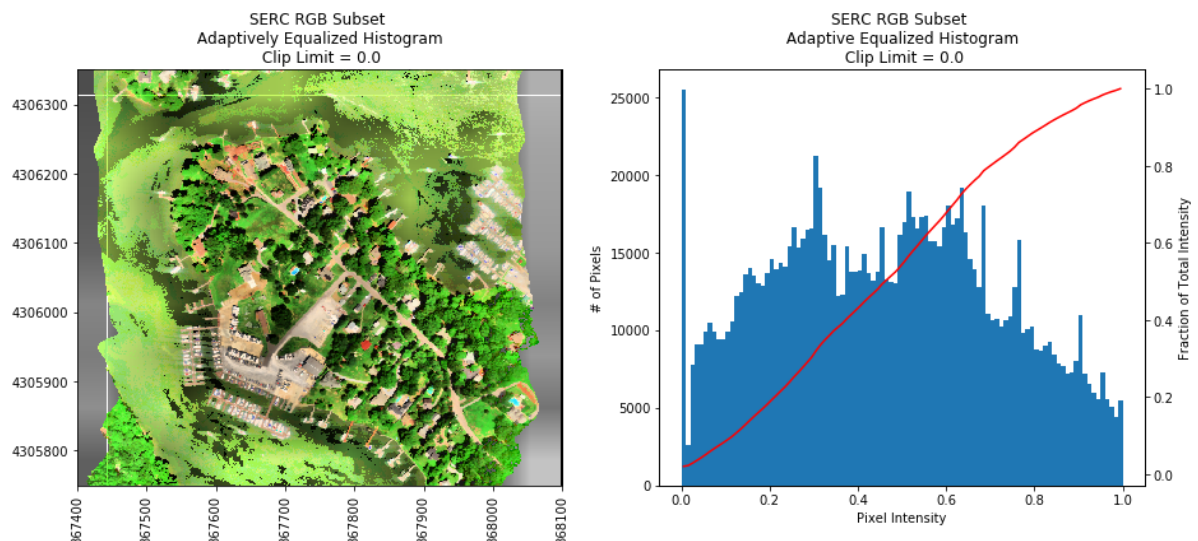 SERC RGB Subset
Adaptively Equalized Histogram
Clip Limit = 0.0
4306300
4306200
4306100
4306000
4305900
4305800
367400
367500
367600
367700
367800
367900
368000
368100
SERC RGB Subset
Adaptive Equalized Histogram
Clip Limit = 0.0
# of Pixels
25000
20000
15000
10000
5000
0
0.0 0.2 0.4 0.6 0.8 1.0
Pixel Intensity
1.0
0.8
0.6
0.4
0.2
0.0
Fraction of Total Intensity